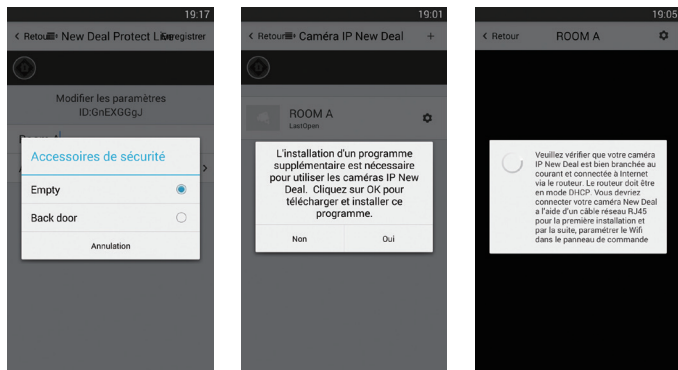 19:17
Retour New Deal Protect Live Enregistrer
Modifier les paramètres
ID:GnEXGGgJ
Accessoires de sécurité
Empty
Back door
Annulation
19:01
Retour Caméra IP New Deal +
ROOM A
LastOpen
L'installation d'un programme
supplémentaire est nécessaire
pour utiliser les caméras IP New
Deal. Cliquez sur OK pour
télécharger et installer ce
programme.
Non Oui
19:05
Retour ROOM A
Veuillez vérifier que votre caméra
IP New Deal est bien branchée au
courant et connectée à Internet
via le routeur. Le routeur doit être
en mode DHCP. Vous devriez
connecter votre caméra New Deal
a l'aide d'un câble réseau RJ45
pour la première installation et
par la suite, paramétrer le Wifi
dans le panneau de commande